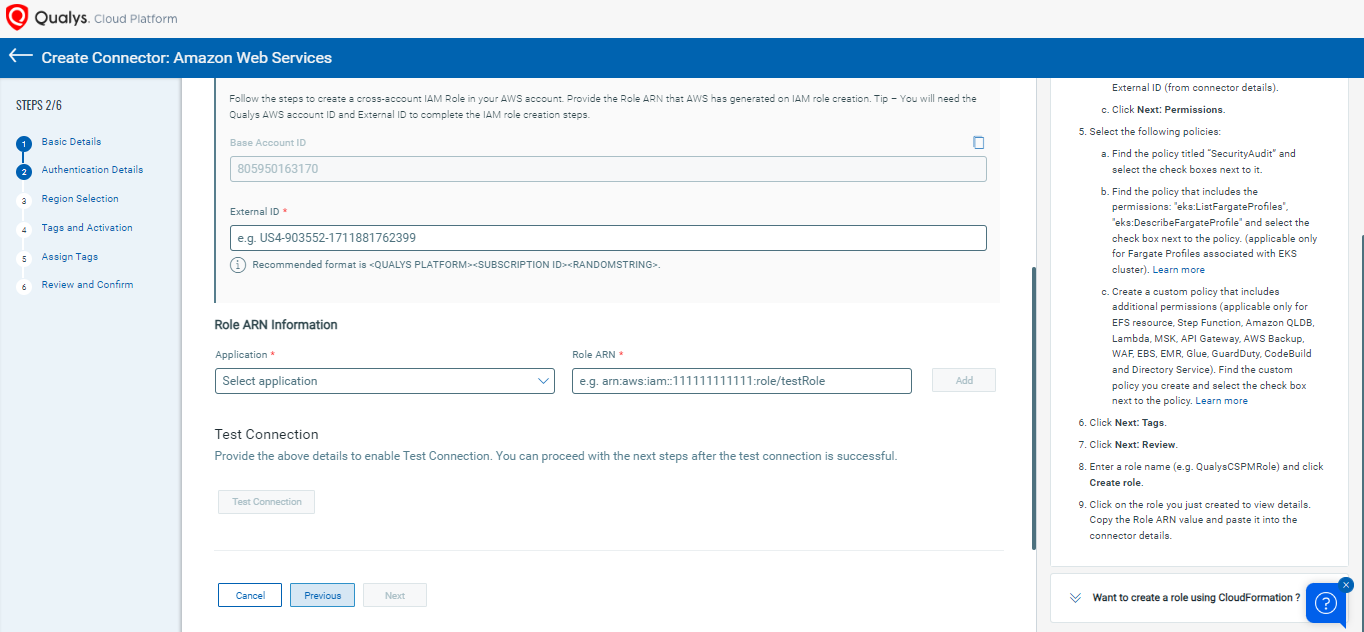 Qualys. Cloud Platform
Create Connector: Amazon Web Services
STEPS 2/6
1 Basic Details
2 Authentication Details
3 Region Selection
4 Tags and Activation
5 Assign Tags
6 Review and Confirm
Follow the steps to create a cross-account IAM Role in your AWS account. Provide the Role ARN that AWS has generated on IAM role creation. Tip – You will need the
Qualys AWS account ID and External ID to complete the IAM role creation steps.
Base Account ID
805950163170
External ID *
e.g. US4-903552-1711881762399
Recommended format is <QUALYS PLATFORM><SUBSCRIPTION ID><RANDOMSTRING>.
Role ARN Information
Application *
Role ARN *
Select application
e.g. arn:aws:iam::111111111111:role/testRole
Add
Test Connection
Provide the above details to enable Test Connection. You can proceed with the next steps after the test connection is successful.
Test Connection
Cancel
Previous
Next
External ID (from connector details).
c. Click Next: Permissions.
5. Select the following policies:
a. Find the policy titled “SecurityAudit” and
select the check boxes next to it.
b. Find the policy that includes the
permissions: "eks:ListFargateProfiles",
"eks:DescribeFargateProfile" and select the
check box next to the policy. (applicable only
for Fargate Profiles associated with EKS
cluster). Learn more
c. Create a custom policy that includes
additional permissions (applicable only for
EFS resource, Step Function, Amazon QLDB,
Lambda, MSK, API Gateway, AWS Backup,
WAF, EBS, EMR, Glue, GuardDuty, CodeBuild
and Directory Service). Find the custom
policy you create and select the check box
next to the policy. Learn more
6. Click Next: Tags.
7. Click Next: Review.
8. Enter a role name (e.g. QualysCSPMRole) and click
Create role.
9. Click on the role you just created to view details.
Copy the Role ARN value and paste it into the
connector details.
Want to create a role using CloudFormation ?